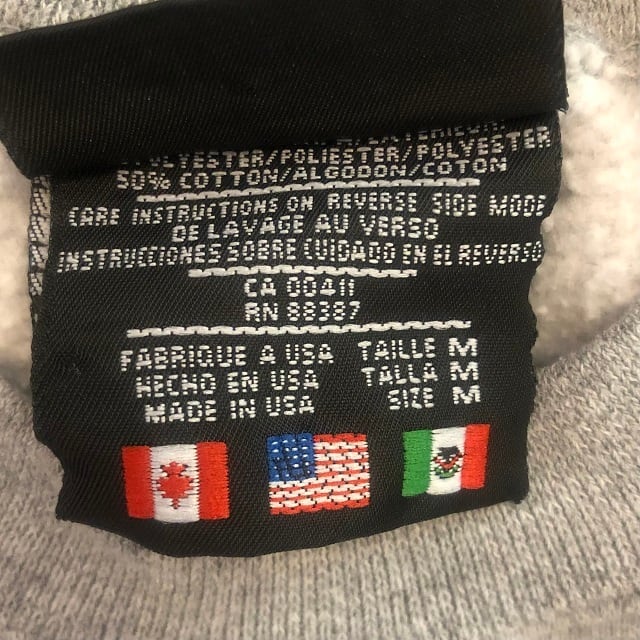 POLYESTER/POLIESTER/POLYESTER
50% COTTON/ALGODON/COTON
CARE INSTRUCTIONS ON REVERSE SIDE MODE
DE LAVAGE AU VERSO
INSTRUCCIONES SOBRE CUIDADO EN EL REVERSO
CA 00411
RN 88387
FABRIQUE A USA TAILLE M
HECHO EN USA TALLA M
MADE IN USA SIZE M